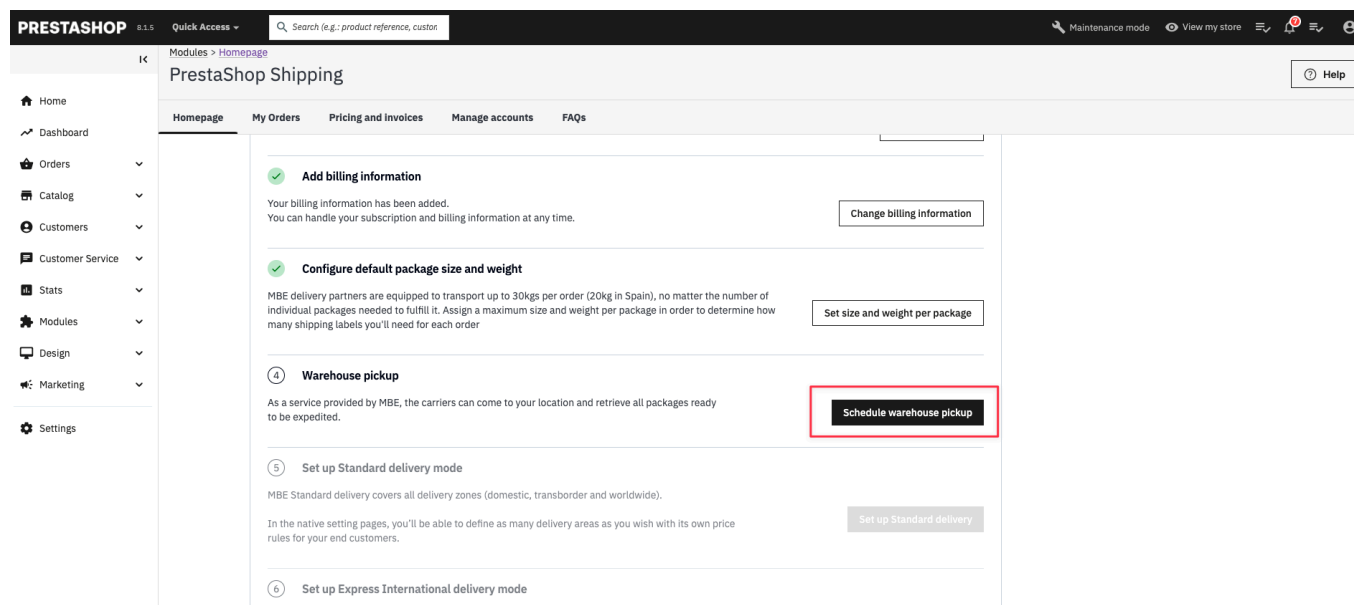 PRESTASHOP 8.1.5 Quick Access Search (e.g.: product reference, custon Maintenance mode View my store
Modules > Homepage
PrestaShop Shipping
Help
Homepage My Orders Pricing and invoices Manage accounts FAQs
Home
Dashboard
Orders
Catalog
Customers
Customer Service
Stats
Modules
Design
Marketing
Settings
Add billing information
Your billing information has been added.
You can handle your subscription and billing information at any time.
Change billing information
Configure default package size and weight
MBE delivery partners are equipped to transport up to 30kgs per order (20kg in Spain), no matter the number of
individual packages needed to fulfill it. Assign a maximum size and weight per package in order to determine how
many shipping labels you'll need for each order
Set size and weight per package
4 Warehouse pickup
As a service provided by MBE, the carriers can come to your location and retrieve all packages ready
to be expedited.
Schedule warehouse pickup
5 Set up Standard delivery mode
MBE Standard delivery covers all delivery zones (domestic, transborder and worldwide).
In the native setting pages, you'll be able to define as many delivery areas as you wish with its own price
rules for your end customers.
Set up Standard delivery
6 Set up Express International delivery mode